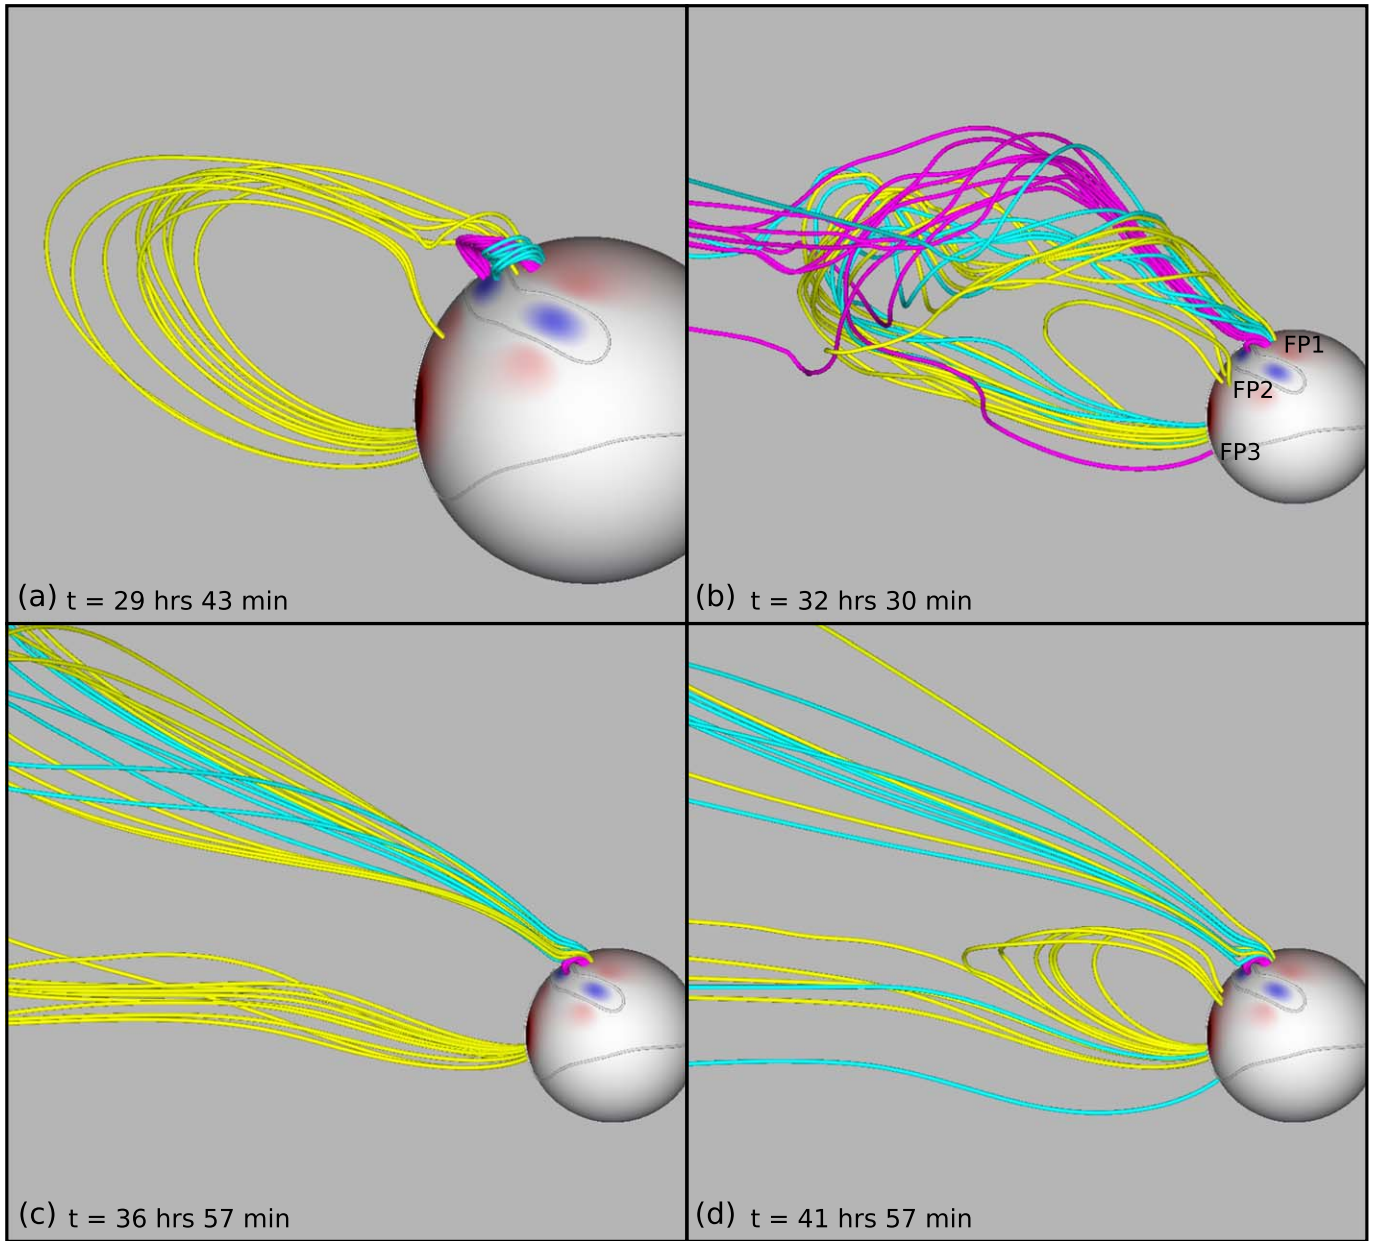 (a) t = 29 hrs 43 min
FP1
FP2
FP3
(b) t = 32 hrs 30 min
(c) t = 36 hrs 57 min
(d) t = 41 hrs 57 min